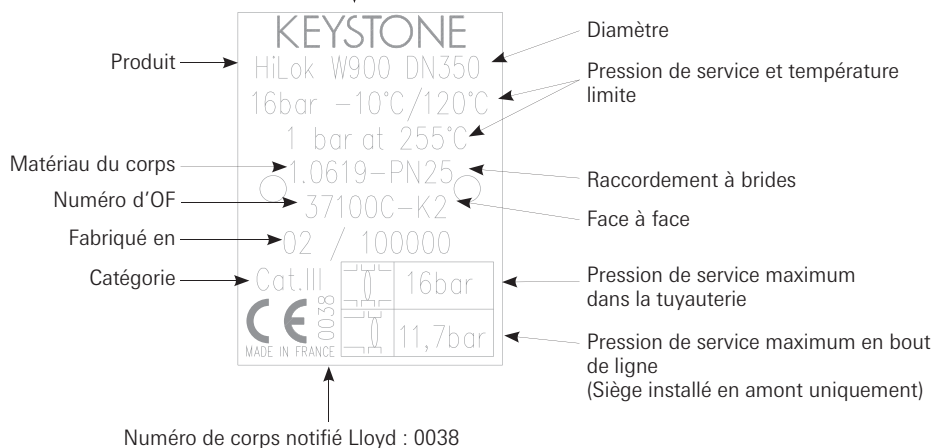 KEYSTONE
HiLok W900 DN350
16bar -10°C/120°C
1 bar at 255°C
1.0619-PN25
37100C-K2
02 / 100000
Cat.III
16bar
11,7bar
CE
0038
MADE IN FRANCE
Produit
Matériau du corps
Numéro d'OF
Fabriqué en
Catégorie
Diamètre
Pression de service et température
limite
Raccordement à brides
Face à face
Pression de service maximum
dans la tuyauterie
Pression de service maximum en bout
de ligne
(Siège installé en amont uniquement)
Numéro de corps notifié Lloyd : 0038